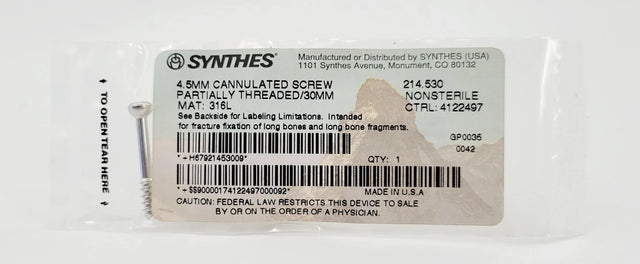 SYNTHES®
Manufactured or Distributed by SYNTHES (USA)
1101 Synthes Avenue, Monument, CO 80132
4.5MM CANNULATED SCREW 214.530
PARTIALLY THREADED/30MM NONSTERILE
MAT: 316L CTRL: 4122497
See Backside for Labeling Limitations. Intended
for fracture fixation of long bones and long bone fragments.
GP0035
0042
*+H67921453009* QTY: 1
*+$$90000174122497000092* MADE IN U.S.A
CAUTION: FEDERAL LAW RESTRICTS THIS DEVICE TO SALE
BY OR ON THE ORDER OF A PHYSICIAN.
↑ TO OPEN TEAR HERE ↑